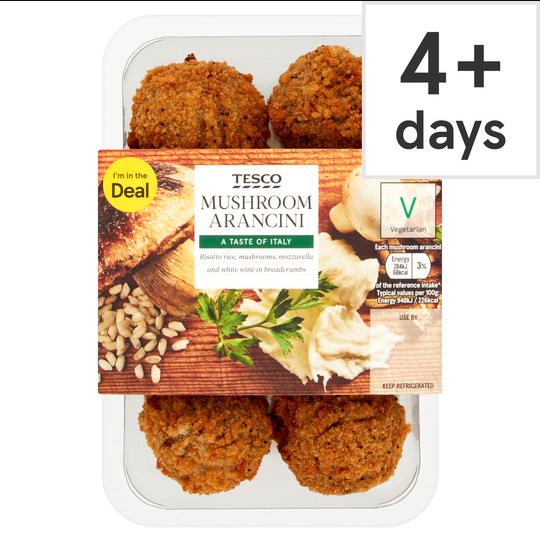 4+
days
I'm in the
Deal
TESCO
MUSHROOM
ARANCINI
A TASTE OF ITALY
Risotto rice, mushrooms, mozzarella
and white wine in breadcrumbs
V
Vegetarian
Each mushroom arancini
Energy
284kJ
68kcal
3%
of the reference intake*
Typical values per 100g:
Energy 948kJ / 226kcal
USE BY
KEEP REFRIGERATED